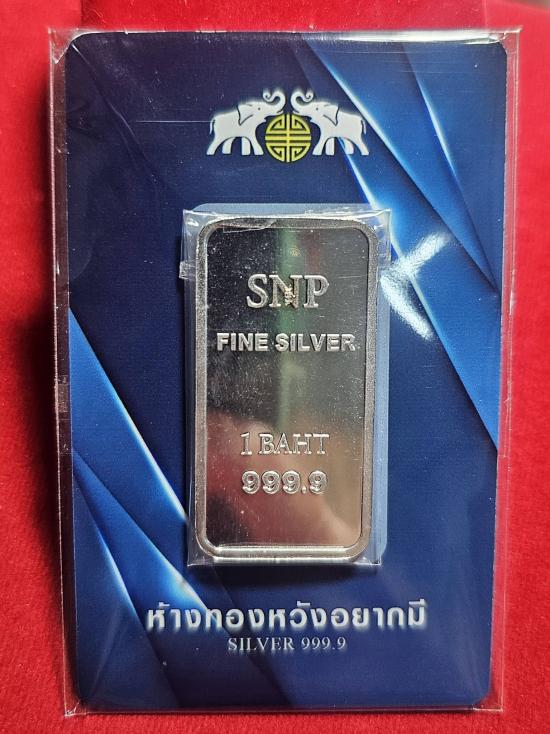 SNP
FINE SILVER
1 BAHT
999.9
ห้างทองหวังอยากมี
SILVER 999.9